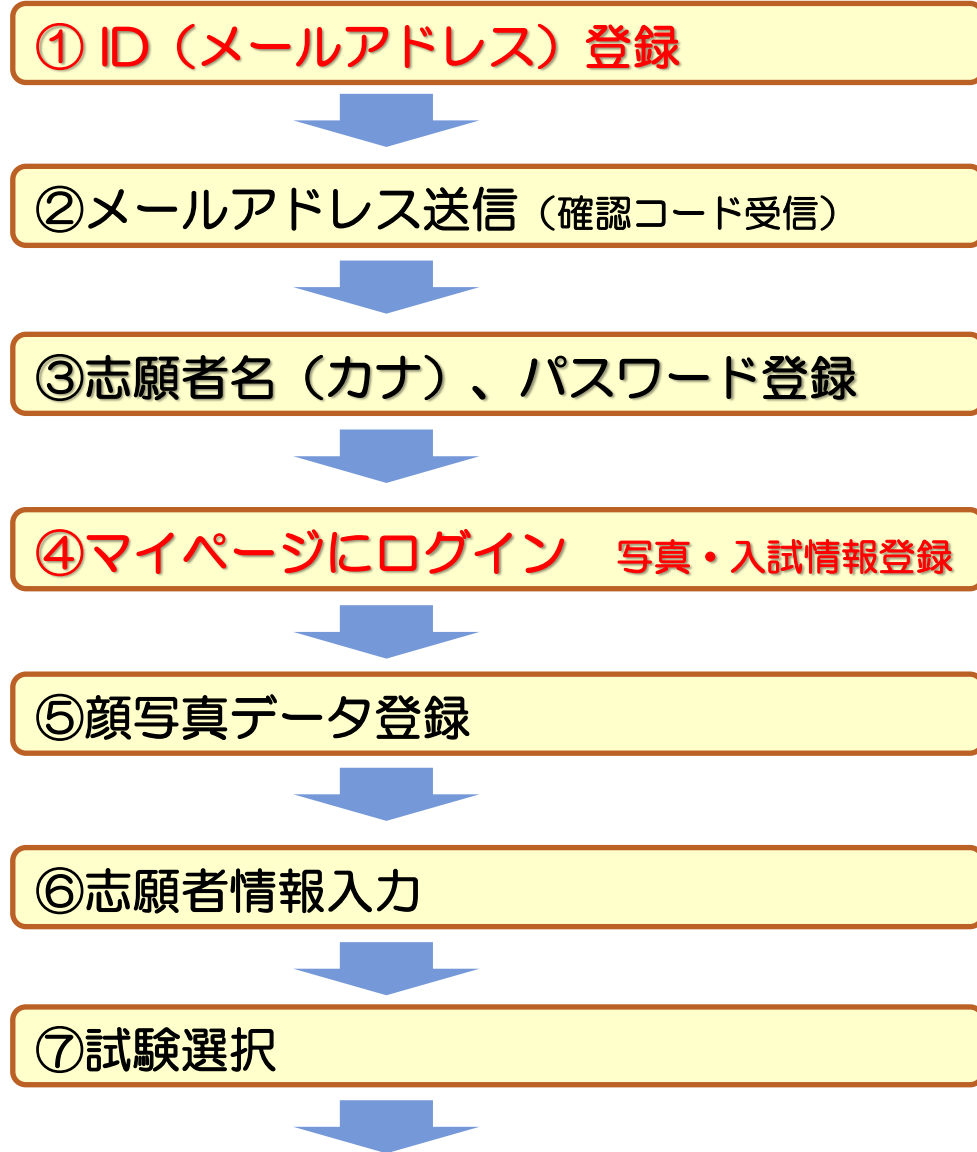 ① ID（メールアドレス）登録
②メールアドレス送信（確認コード受信）
③志願者名（カナ）、パスワード登録
④マイページにログイン　写真・入試情報登録
⑤顔写真データ登録
⑥志願者情報入力
⑦試験選択